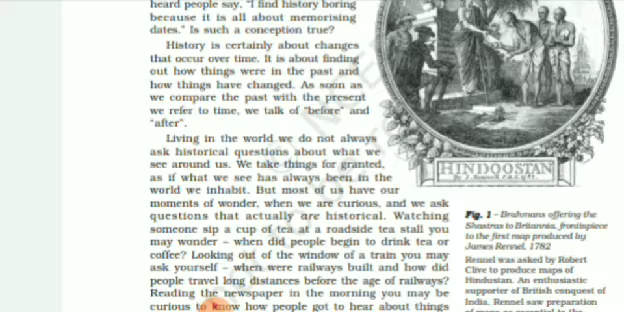 heard people say, "I find history boring
because it is all about memorising
dates." Is such a conception true?
History is certainly about changes
that occur over time. It is about finding
out how things were in the past and
how things have changed. As soon as
we compare the past with the present
we refer to time, we talk of "before" and
"after".
Living in the world we do not always
ask historical questions about what we
see around us. We take things for granted,
as if what we see has always been in the
world we inhabit. But most of us have our
moments of wonder, when we are curious, and we ask
questions that actually are historical. Watching
someone sip a cup of tea at a roadside tea stall you
may wonder – when did people begin to drink tea or
coffee? Looking out of the window of a train you may
ask yourself – when were railways built and how did
people travel long distances before the age of railways?
Reading the newspaper in the morning you may be
curious to know how people got to hear about things
HINDOOSTAN
Fig. 1 – Brahmans offering the
Shastras to Britannia, frontispiece
to the first map produced by
James Rennel, 1782
Rennel was asked by Robert
Clive to produce maps of
Hindustan. An enthusiastic
supporter of British conquest of
India, Rennel saw preparation
of maps as essential to the